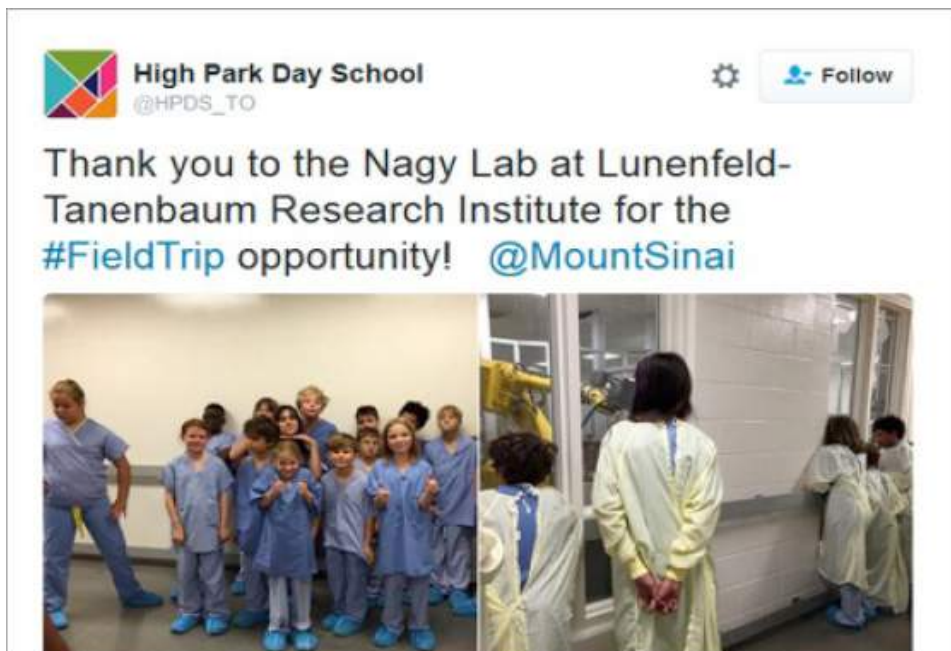 High Park Day School
@HPDS_TO
Follow
Thank you to the Nagy Lab at Lunenfeld-
Tanenbaum Research Institute for the
#FieldTrip opportunity! @MountSinai